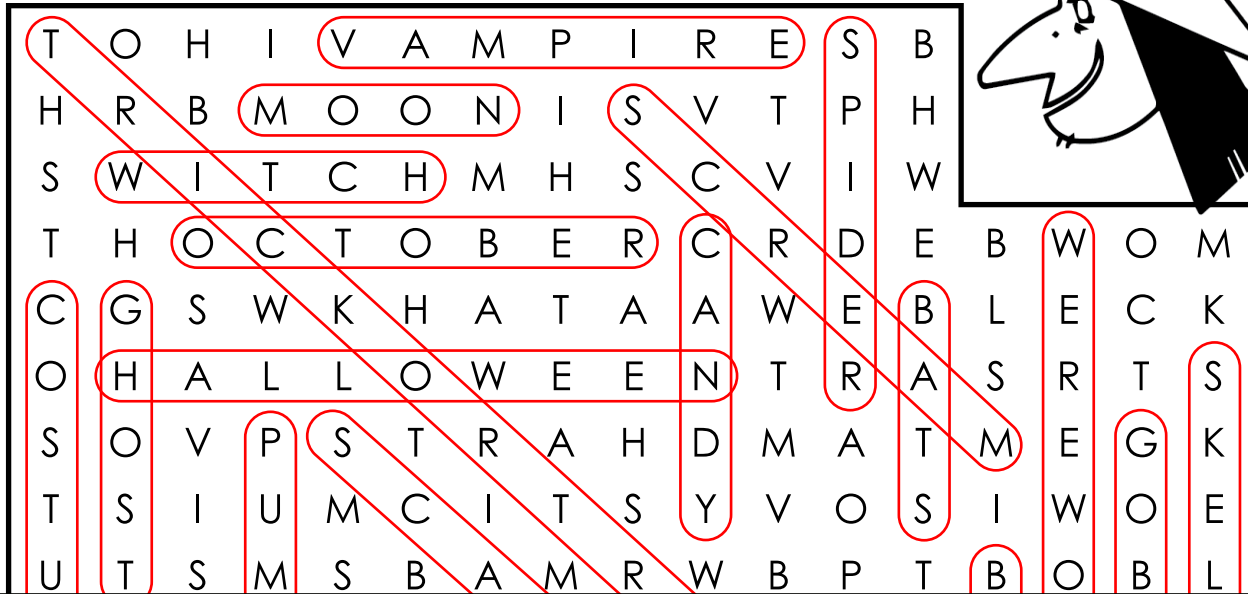 T O H I V A M P I R E S B
H R B M O O N I S V T P H
S W I T C H M H S C V I W
T H O C T O B E R C R D E B W O M
C G S W K H A T A A W E B L E C K
O H A L L O W E E N T R A S R T S
S O V P S T R A H D M A T M E G K
T S I U M C I T S Y V O S I W O E
U T S M S B A M R W B P T B O B L